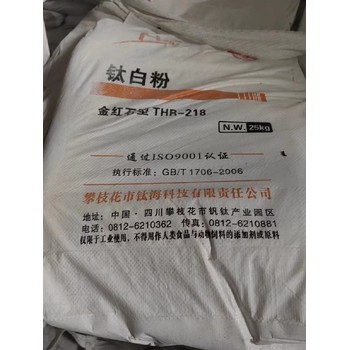 钛白粉
金红石型 THR-218
N.W. 25kg
通过ISO9001认证
执行标准: GB/T 1706-2006
攀枝花市钛海科技有限责任公司
地址: 中国·四川攀枝花市钒钛产业园区
电话: 0812-6210362 传真: 0812-6210881
仅限于工业使用,不得用作人类食品与动物饲料的添加剂或原料